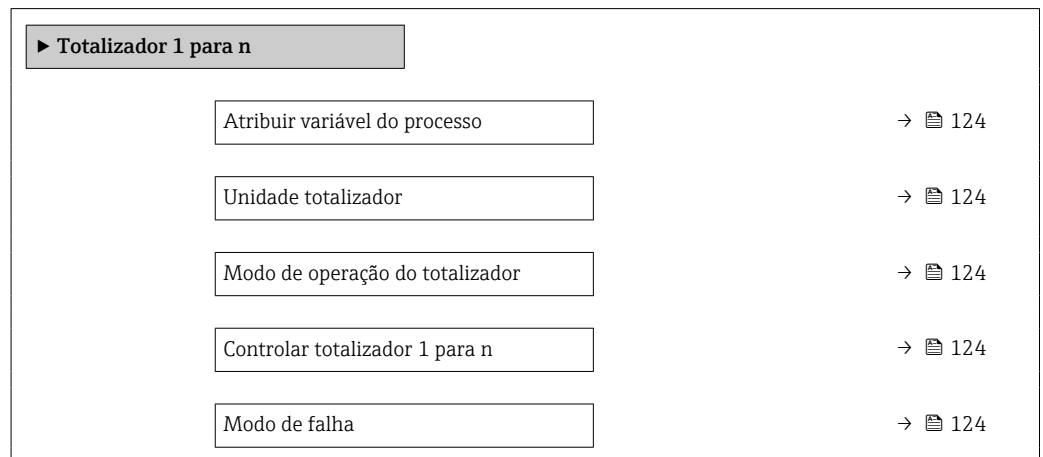 ▶ Totalizador 1 para n
Atribuir variável do processo → 124
Unidade totalizador → 124
Modo de operação do totalizador → 124
Controlar totalizador 1 para n → 124
Modo de falha → 124